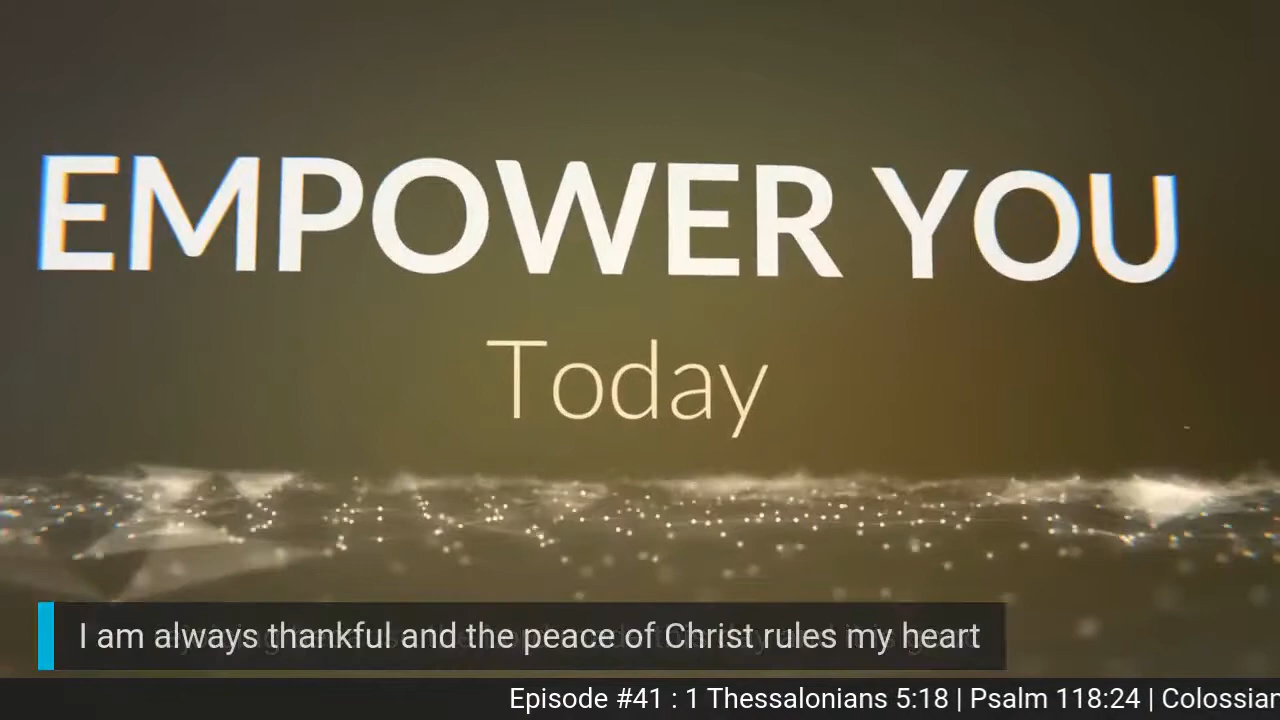 EMPOWER YOU
Today
I am always thankful and the peace of Christ rules my heart
Episode #41 : 1 Thessalonians 5:18 | Psalm 118:24 | Colossian